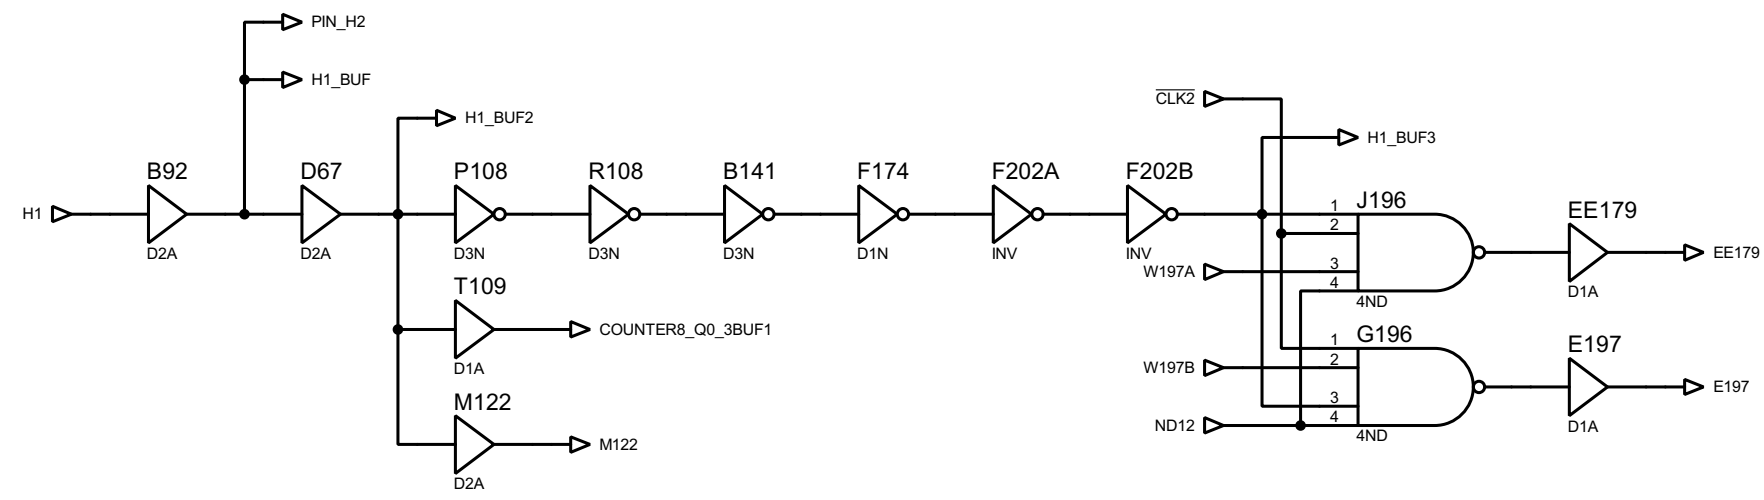 PIN_H2
H1_BUF
CLK2
H1_BUF2
H1_BUF3
B92
D67
P108
R108
B141
F174
F202A
F202B
J196
EE179
H1
1
2
D2A
D2A
D3N
D3N
D3N
D1N
INV
INV
W197A
3
4
EE179
4ND
D1A
T109
COUNTER8_Q0_3BUF1
D1A
G196
E197
1
W197B
2
3
E197
M122
ND12
4
4ND
D1A
M122
D2A